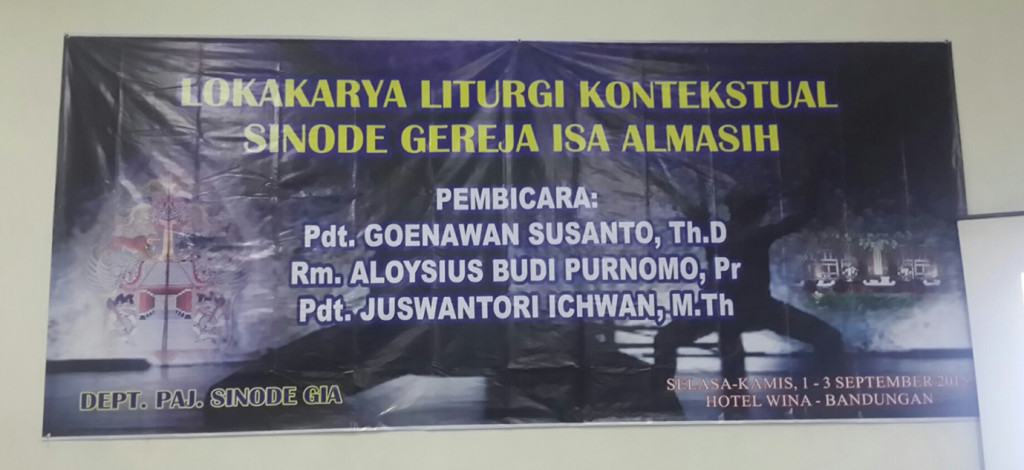 LOKAKARYA LITURGI KONTEKSTUAL
SINODE GEREJA ISA ALMASIH
PEMBICARA:
Pdt. GOENAWAN SUSANTO, Th.D
Rm. ALOYSIUS BUDI PURNOMO, Pr
Pdt. JUSWANTORI ICHWAN, M.Th
DEPT. PAJ. SINODE GIA
SELASA-KAMIS, 1 - 3 SEPTEMBER 2015
HOTEL WINA - BANDUNGAN